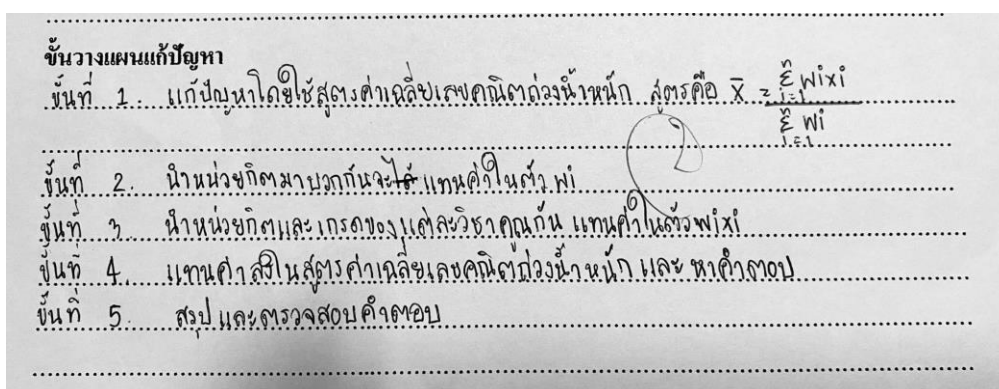 ขั้นวางแผนแก้ปัญหา
ขั้นที่ 1. แก้ปัญหาโดยใช้สูตรค่าเฉลี่ยเลขคณิตถ่วงน้ำหนัก สูตรคือ x̄ = Σⁿᵢ₌₁ wixi / Σⁿᵢ₌₁ wi
2
ขั้นที่ 2. นำหน่วยกิตมาบวกกันจะได้ แทนค่าในตัว wi
ขั้นที่ 3. นำหน่วยกิตและเกรดของแต่ละวิชาคูณกัน แทนค่าในตัวwixi
ขั้นที่ 4. แทนค่า ลงในสูตรค่าเฉลี่ยเลขคณิตถ่วงน้ำหนัก และ หาคำตอบ
ขั้นที่ 5. สรุป และตรวจสอบคำตอบ